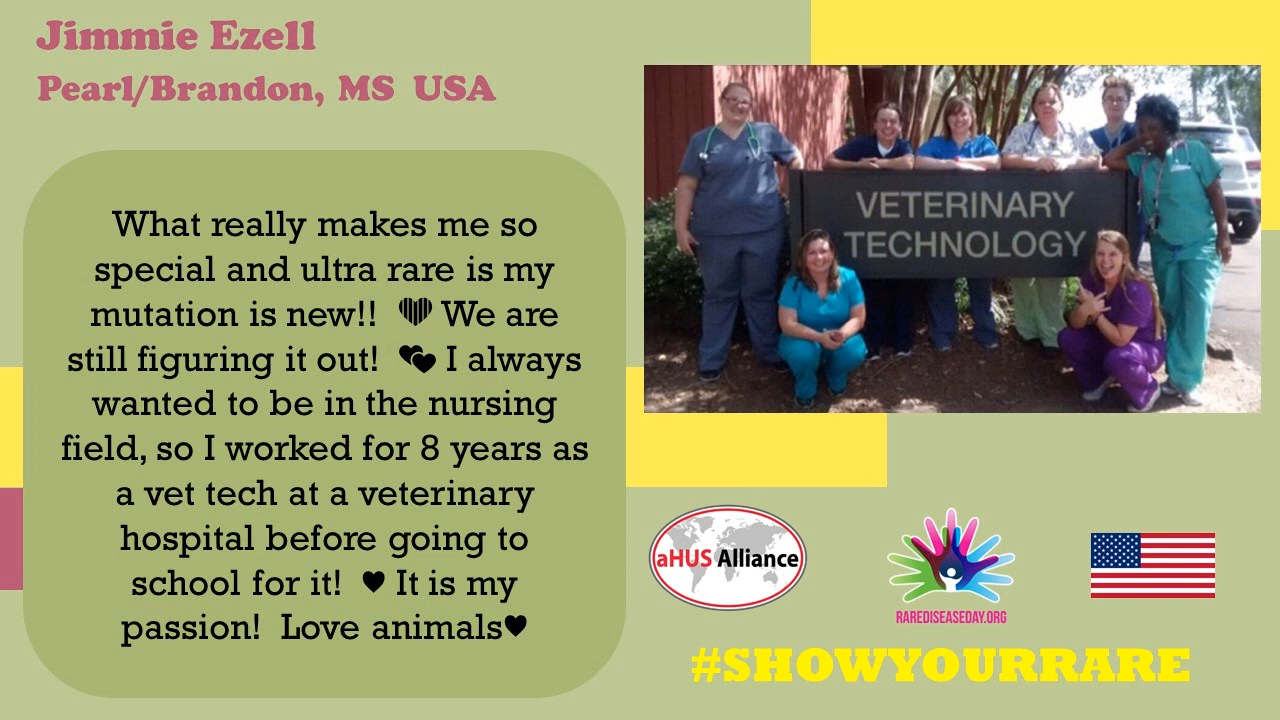 Jimmie Ezell
Pearl/Brandon, MS  USA
What really makes me so
special and ultra rare is my
mutation is new!!  We are
still figuring it out!  I always
wanted to be in the nursing
field, so I worked for 8 years as
a vet tech at a veterinary
hospital before going to
school for it!  ♥ It is my
passion!  Love animals♥
VETERINARY
TECHNOLOGY
aHUS Alliance
RAREDISEASEDAY.ORG
#SHOWYOURRARE